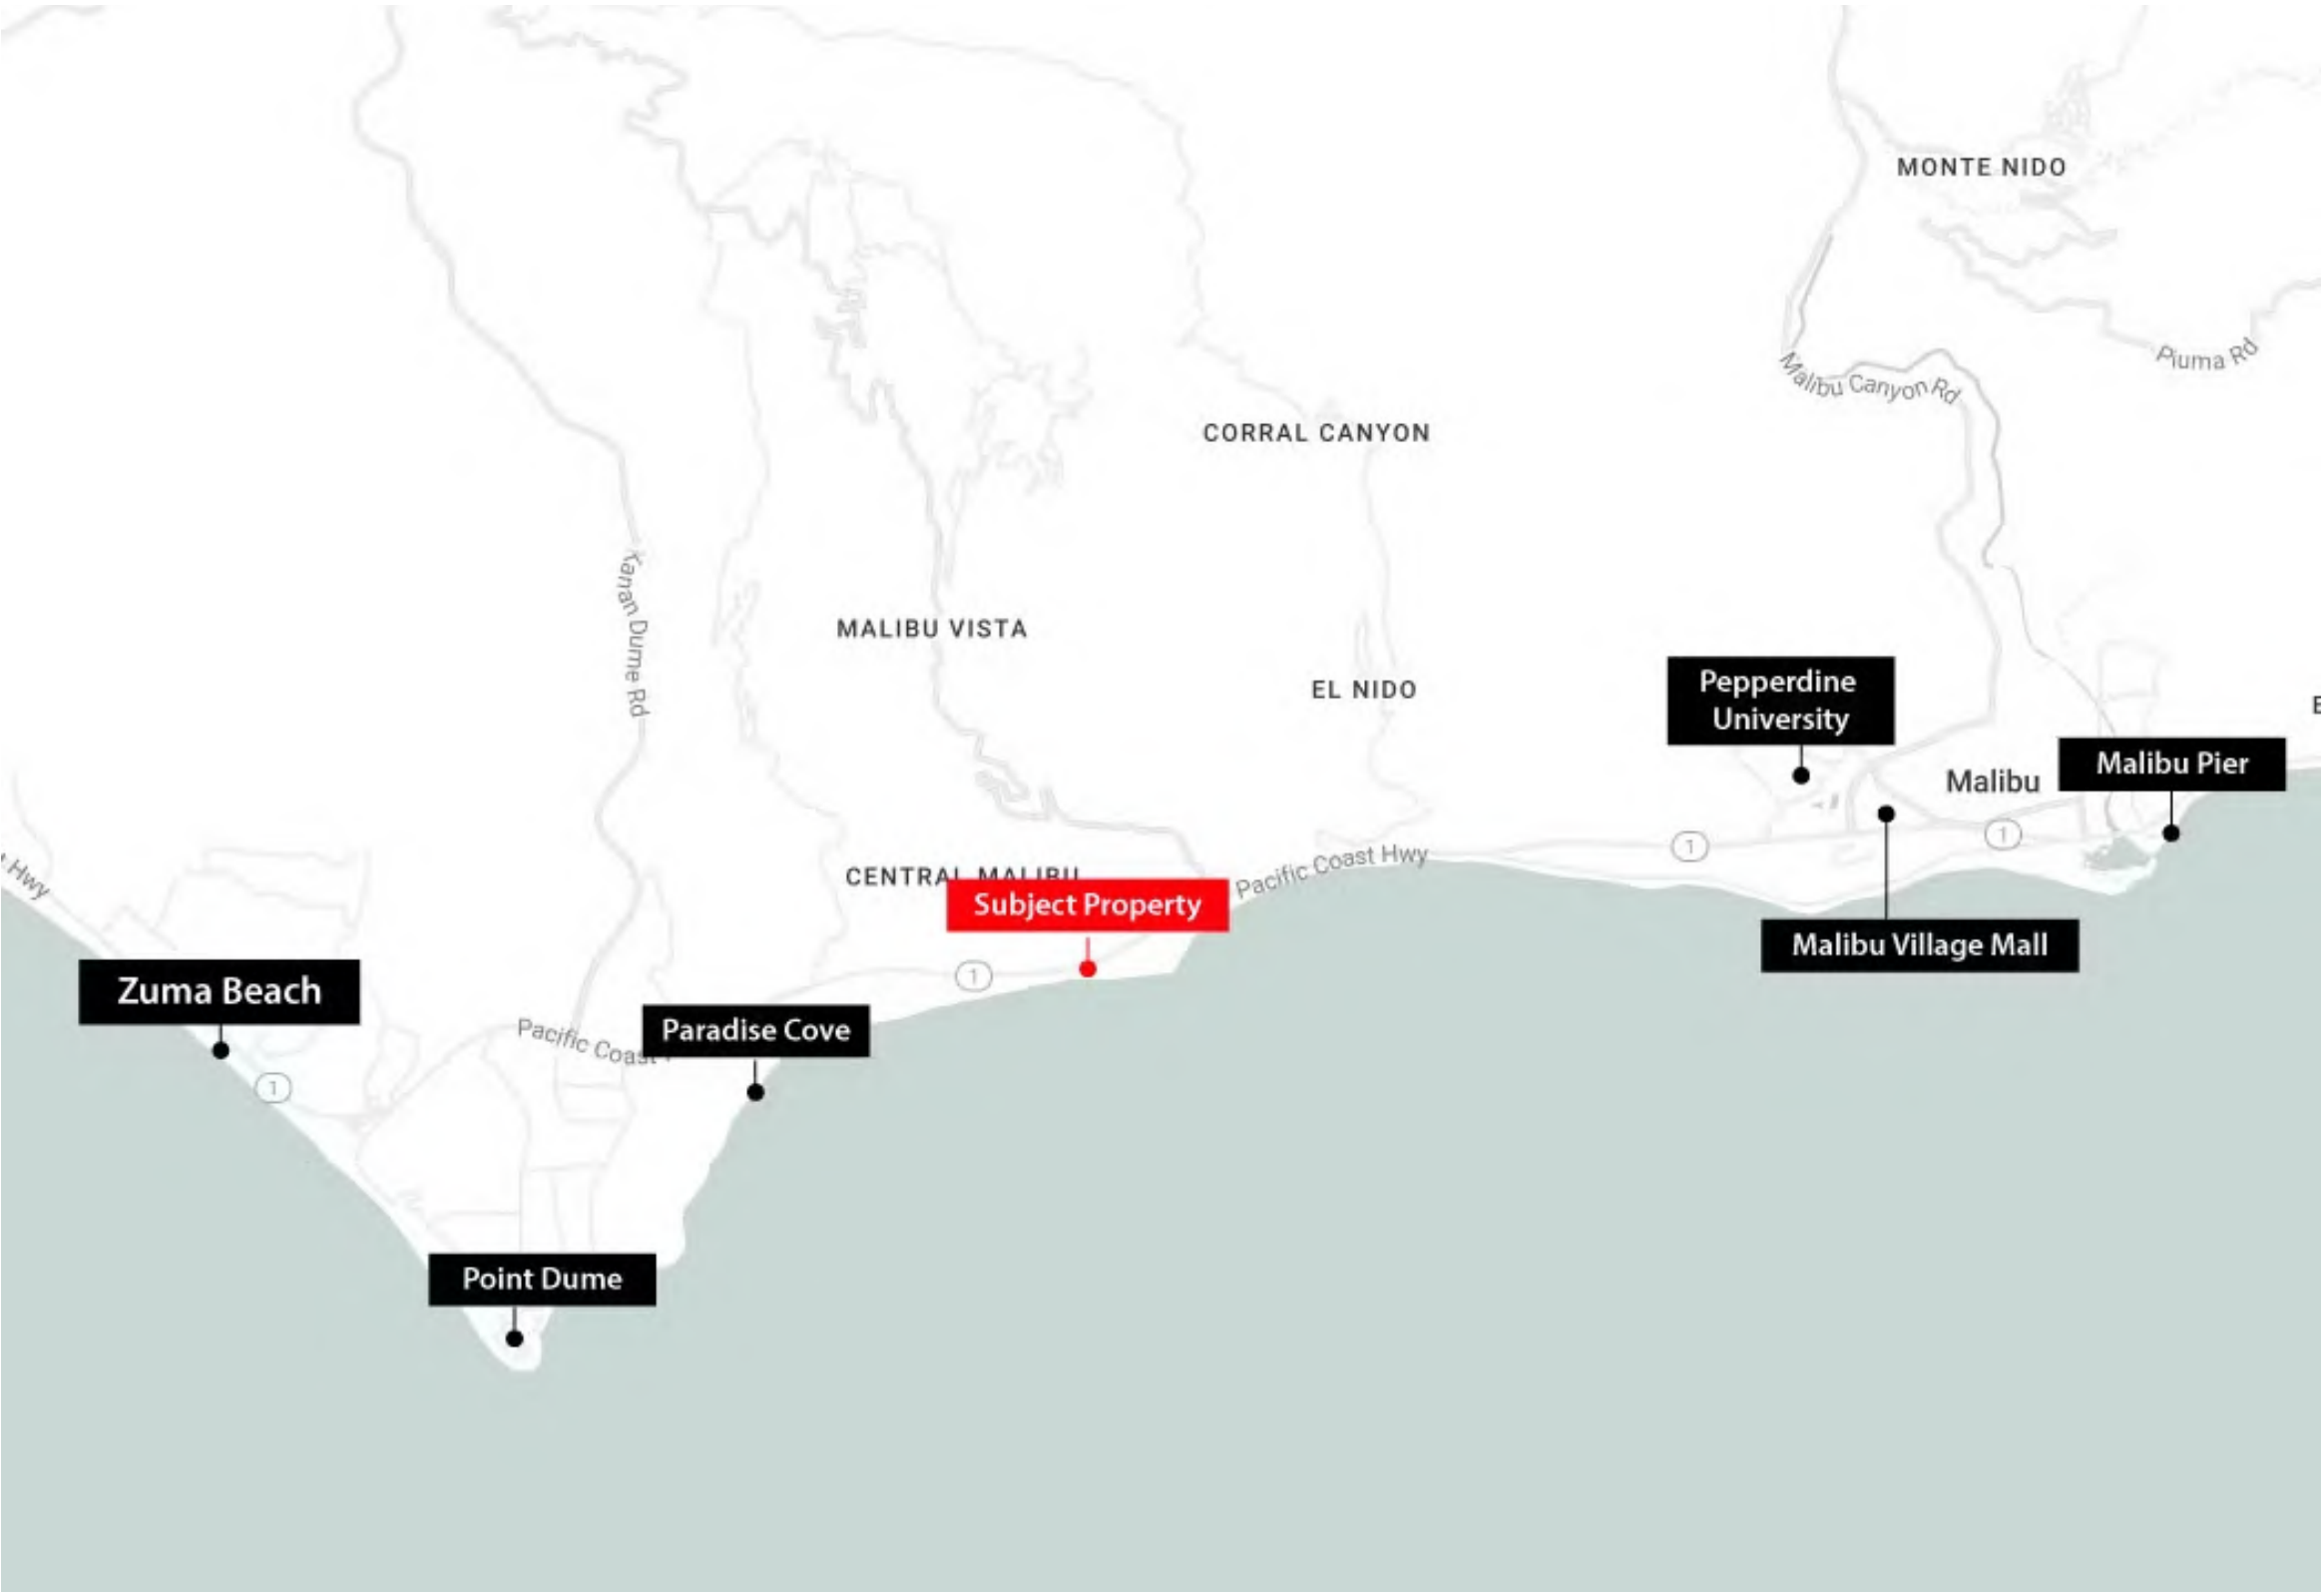 MONTE NIDO
Piuma Rd
Malibu Canyon Rd
CORRAL CANYON
Kanan Dume Rd
MALIBU VISTA
EL NIDO
Pepperdine
University
Malibu
Malibu Pier
1
1
Pacific Coast Hwy
Hwy
CENTRAL MALIBU
Subject Property
Malibu Village Mall
1
Zuma Beach
Pacific Coast
Paradise Cove
1
Point Dume